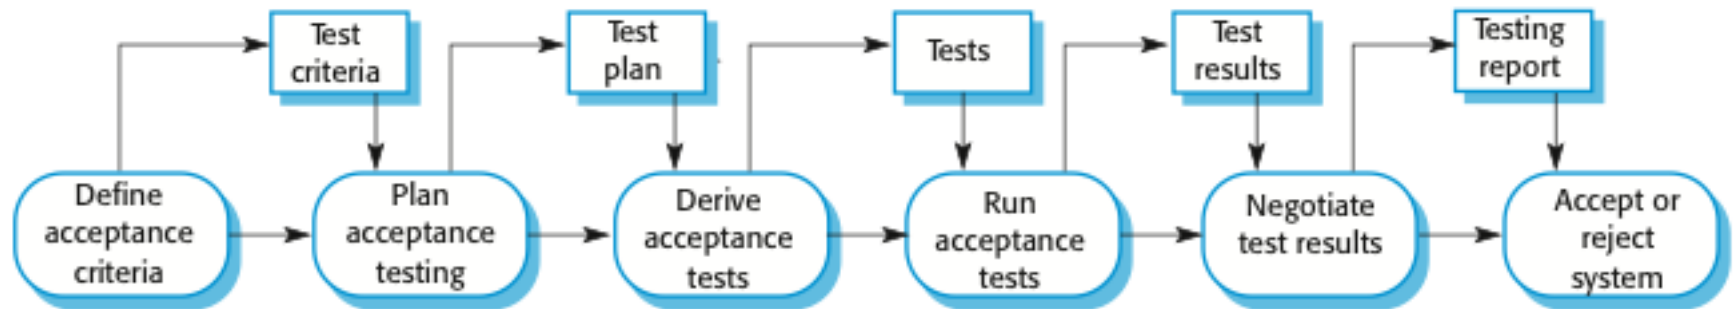 Test
criteria
Test
plan
Tests
Test
results
Testing
report
Define
acceptance
criteria
Plan
acceptance
testing
Derive
acceptance
tests
Run
acceptance
tests
Negotiate
test results
Accept or
reject
system